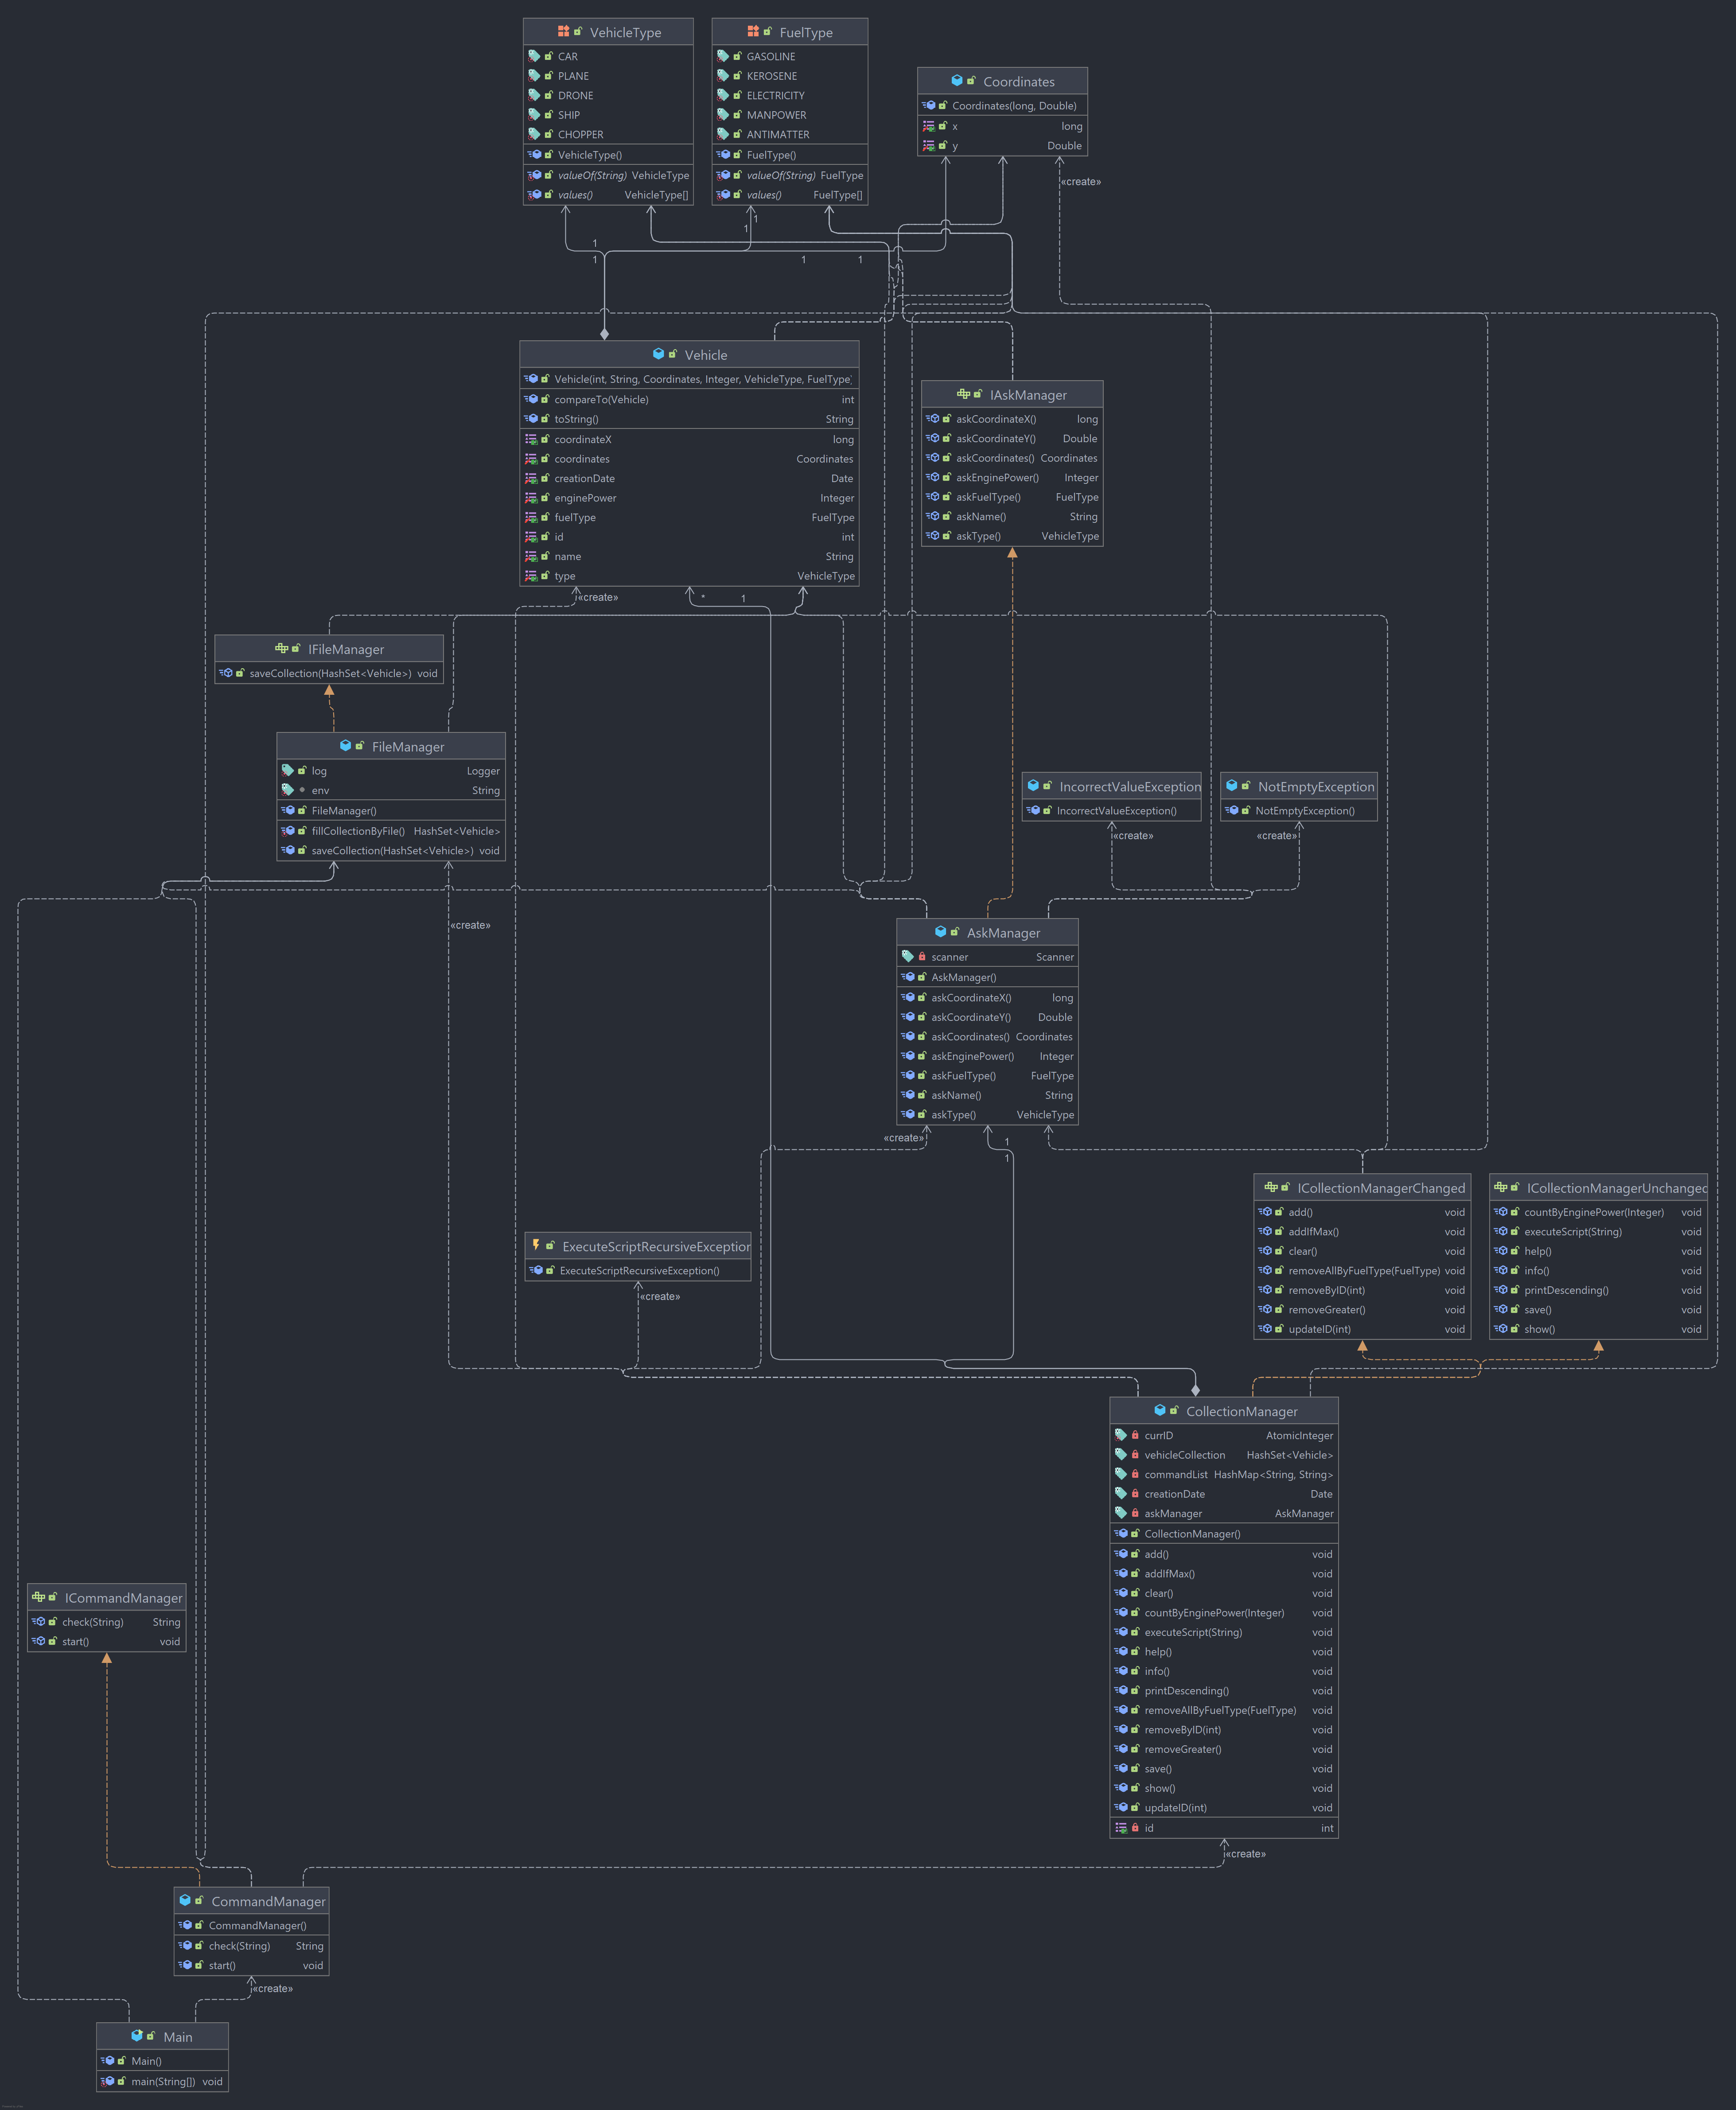 VehicleType
CAR
PLANE
DRONE
SHIP
CHOPPER
VehicleType()
valueOf(String) VehicleType
values() VehicleType[]
FuelType
GASOLINE
KEROSENE
ELECTRICITY
MANPOWER
ANTIMATTER
FuelType()
valueOf(String) FuelType
values() FuelType[]
Coordinates
Coordinates(long, Double)
x long
y Double
«create»
1
1
1
1
1
1
Vehicle
Vehicle(int, String, Coordinates, Integer, VehicleType, FuelType)
compareTo(Vehicle) int
toString() String
coordinateX long
coordinates Coordinates
creationDate Date
enginePower Integer
fuelType FuelType
id int
name String
type VehicleType
IAskManager
askCoordinateX() long
askCoordinateY() Double
askCoordinates() Coordinates
askEnginePower() Integer
askFuelType() FuelType
askName() String
askType() VehicleType
«create»
* 1
IFileManager
saveCollection(HashSet<Vehicle>) void
FileManager
log Logger
env String
FileManager()
fillCollectionByFile() HashSet<Vehicle>
saveCollection(HashSet<Vehicle>) void
«create»
IncorrectValueException
IncorrectValueException()
«create»
NotEmptyException
NotEmptyException()
«create»
AskManager
scanner Scanner
AskManager()
askCoordinateX() long
askCoordinateY() Double
askCoordinates() Coordinates
askEnginePower() Integer
askFuelType() FuelType
askName() String
askType() VehicleType
«create»
1
1
ICollectionManagerChanged
add() void
addIfMax() void
clear() void
removeAllByFuelType(FuelType) void
removeByID(int) void
removeGreater() void
updateID(int) void
ICollectionManagerUnchanged
countByEnginePower(Integer) void
executeScript(String) void
help() void
info() void
printDescending() void
save() void
show() void
ExecuteScriptRecursiveException
ExecuteScriptRecursiveException()
«create»
CollectionManager
currID AtomicInteger
vehicleCollection HashSet<Vehicle>
commandList HashMap<String, String>
creationDate Date
askManager AskManager
CollectionManager()
add() void
addIfMax() void
clear() void
countByEnginePower(Integer) void
executeScript(String) void
help() void
info() void
printDescending() void
removeAllByFuelType(FuelType) void
removeByID(int) void
removeGreater() void
save() void
show() void
updateID(int) void
id int
«create»
ICommandManager
check(String) String
start() void
CommandManager
CommandManager()
check(String) String
start() void
«create»
Main
Main()
main(String[]) void